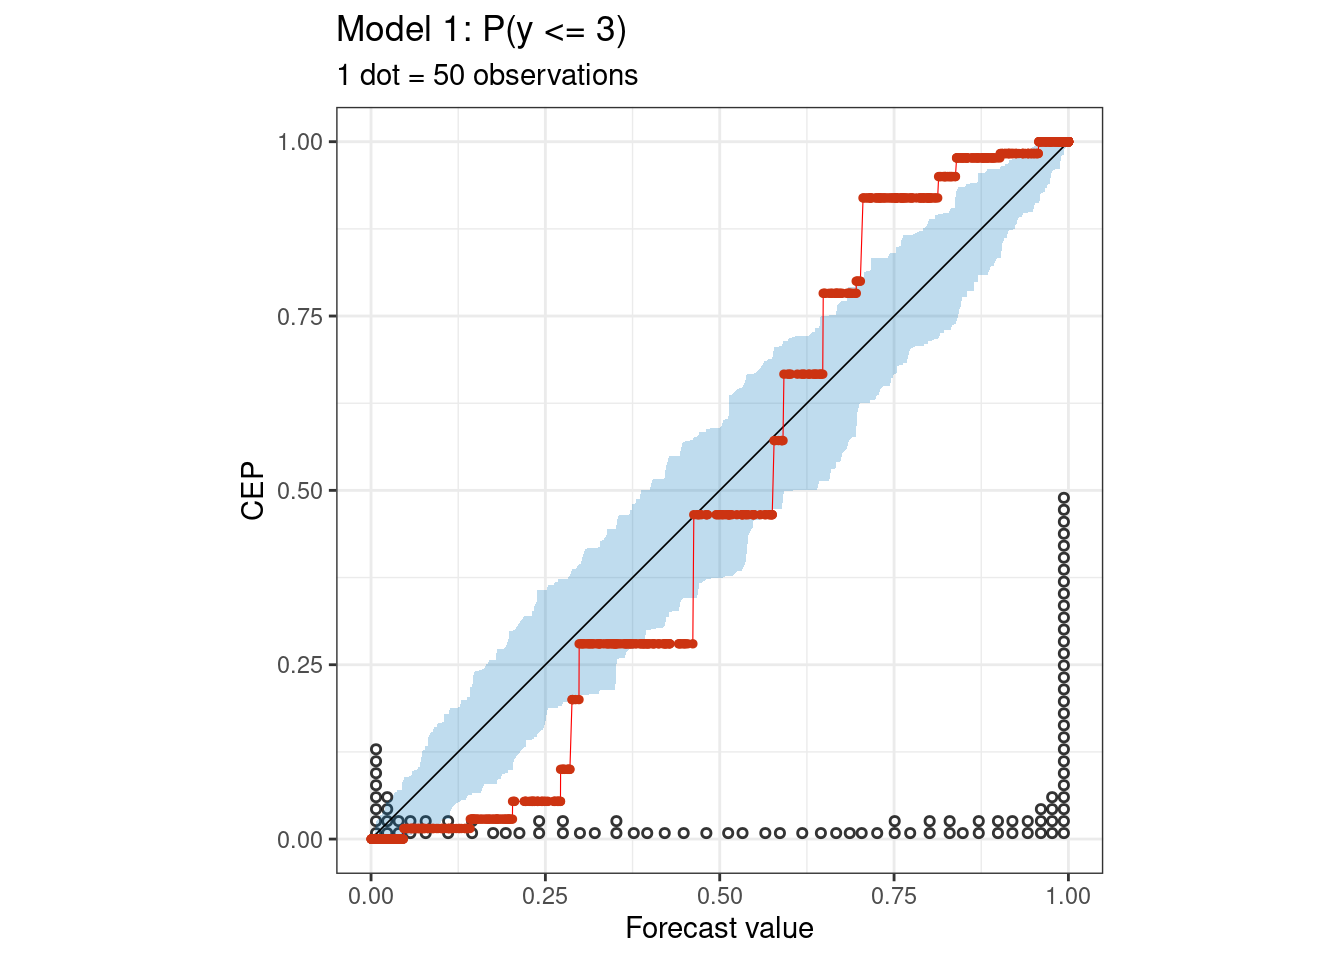 Model 1: P(y <= 3)
1 dot = 50 observations
CEP
1.00
0.75
0.50
0.25
0.00
0.00 0.25 0.50 0.75 1.00
Forecast value